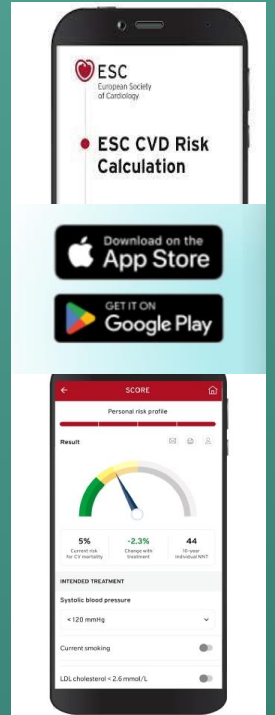 ESC
European Society
of Cardiology
ESC CVD Risk
Calculation
Download on the
App Store
GET IT ON
Google Play
SCORE
Personal risk profile
Result
5%
Current risk
for CV mortality
-2.3%
Change with
treatment
44
10-year
individual NNT
INTENDED TREATMENT
Systolic blood pressure
< 120 mmHg
Current smoking
LDL cholesterol < 2.6 mmol/L